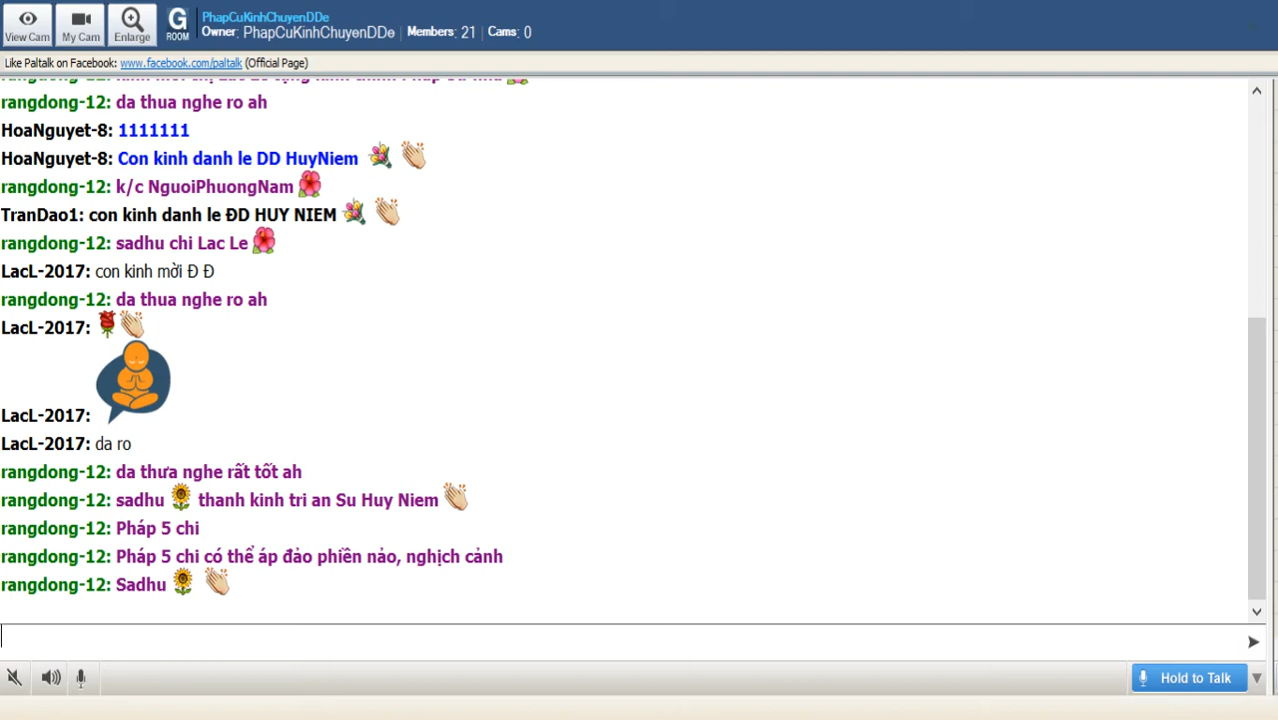 View Cam
My Cam
Enlarge
G
ROOM
PhapCuKinhChuyenDDe
Owner: PhapCuKinhChuyenDDe Members: 21 Cams: 0
Like Paltalk on Facebook: www.facebook.com/paltalk (Official Page)
rangdong-12: da thua nghe ro ah
HoaNguyet-8: 1111111
HoaNguyet-8: Con kinh danh le DD HuyNiem
rangdong-12: k/c NguoiPhuongNam
TranDao1: con kinh danh le ĐD HUY NIEM
rangdong-12: sadhu chi Lac Le
LacL-2017: con kinh mời Đ Đ
rangdong-12: da thua nghe ro ah
LacL-2017:
LacL-2017:
LacL-2017: da ro
rangdong-12: da thưa nghe rất tốt ah
rangdong-12: sadhu thanh kinh tri an Su Huy Niem
rangdong-12: Pháp 5 chi
rangdong-12: Pháp 5 chi có thể áp đảo phiền nảo, nghịch cảnh
rangdong-12: Sadhu
Hold to Talk